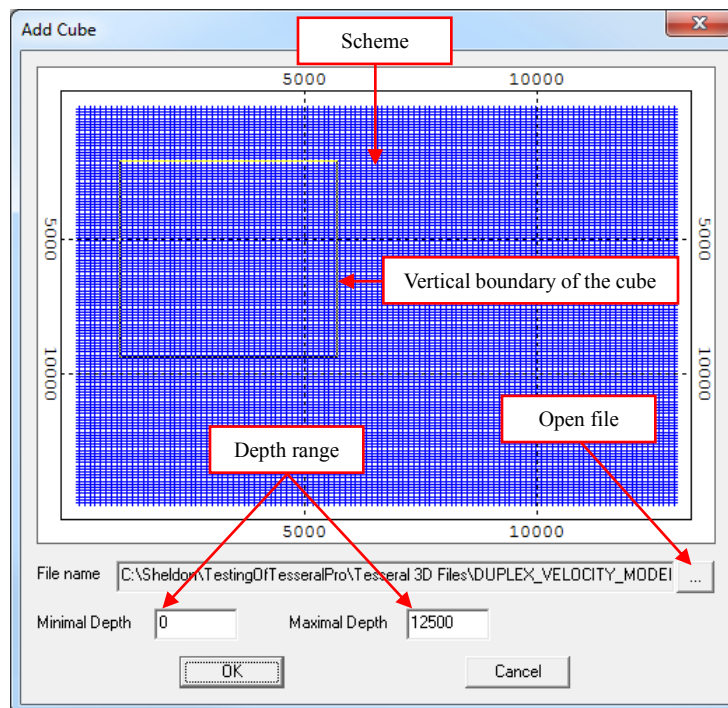 Add Cube
Scheme
5000 10000
5000 5000
Vertical boundary of the cube
10000 10000
Open file
Depth range
5000 10000
File name C:\Sheldon\TestingOfTesseralPro\Tesseral 3D Files\DUPLEX_VELOCITY_MODEL ...
Minimal Depth 0 Maximal Depth 12500
OK Cancel